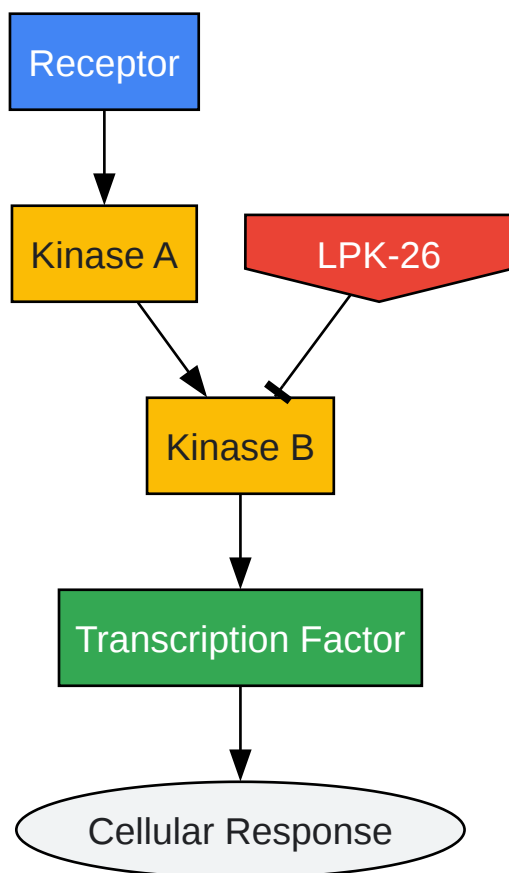 Receptor
Kinase A
LPK-26
Kinase B
Transcription Factor
Cellular Response